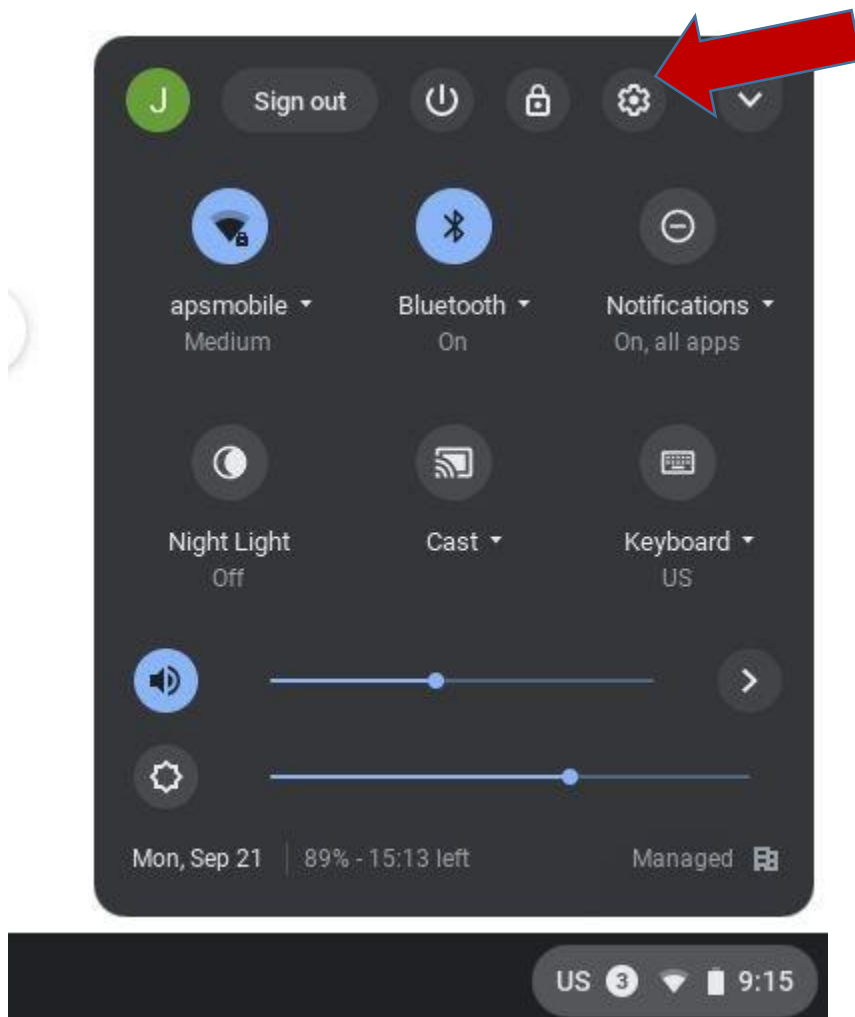 J Sign out
apsmobile Bluetooth Notifications
Medium On On, all apps
Night Light Cast Keyboard
Off US
Mon, Sep 21 89% - 15:13 left Managed
US 3 9:15